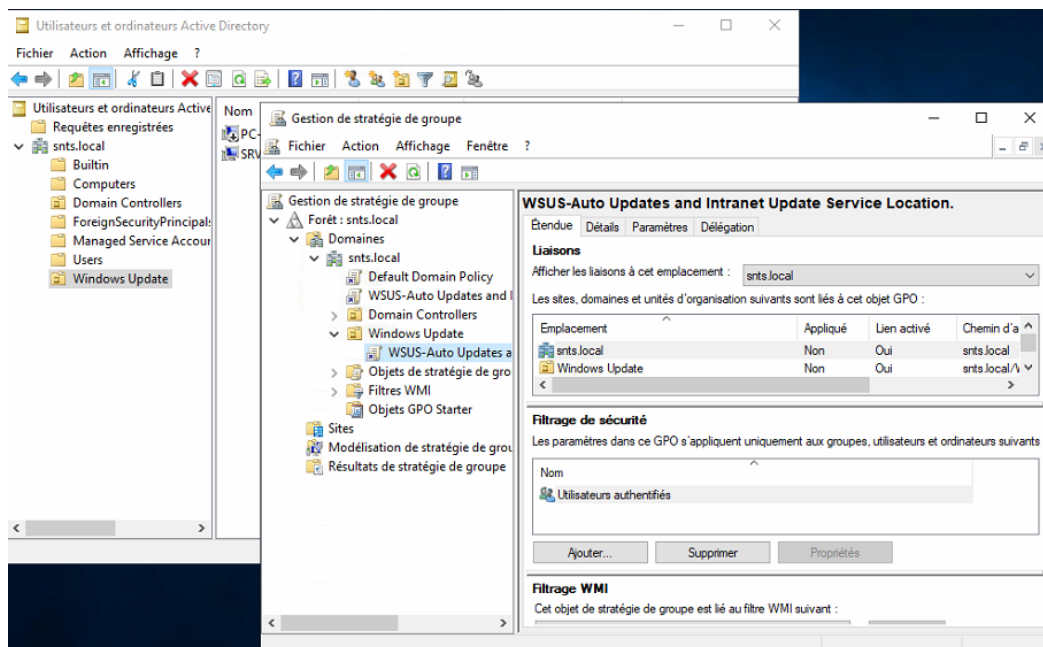 Utilisateurs et ordinateurs Active Directory
Fichier Action Affichage ?
Utilisateurs et ordinateurs Active
Requêtes enregistrées
snts.local
Builtin
Computers
Domain Controllers
ForeignSecurityPrincipals
Managed Service Accour
Users
Windows Update
Nom
PC-
SRV
Gestion de stratégie de groupe
Fichier Action Affichage Fenêtre ?
Gestion de stratégie de groupe
Forêt : snts.local
Domaines
snts.local
Default Domain Policy
WSUS-Auto Updates and I
Domain Controllers
Windows Update
WSUS-Auto Updates a
Objets de stratégie de gro
Filtres WMI
Objets GPO Starter
Sites
Modélisation de stratégie de grou
Résultats de stratégie de groupe
WSUS-Auto Updates and Intranet Update Service Location.
Étendue Détails Paramètres Délégation
Liaisons
Afficher les liaisons à cet emplacement : snts.local
Les sites, domaines et unités d'organisation suivants sont liés à cet objet GPO :
Emplacement Appliqué Lien activé Chemin d'a
snts.local Non Oui snts.local
Windows Update Non Oui snts.local/W
Filtrage de sécurité
Les paramètres dans ce GPO s'appliquent uniquement aux groupes, utilisateurs et ordinateurs suivants
Nom
Utilisateurs authentifiés
Ajouter... Supprimer Propriétés
Filtrage WMI
Cet objet de stratégie de groupe est lié au filtre WMI suivant :